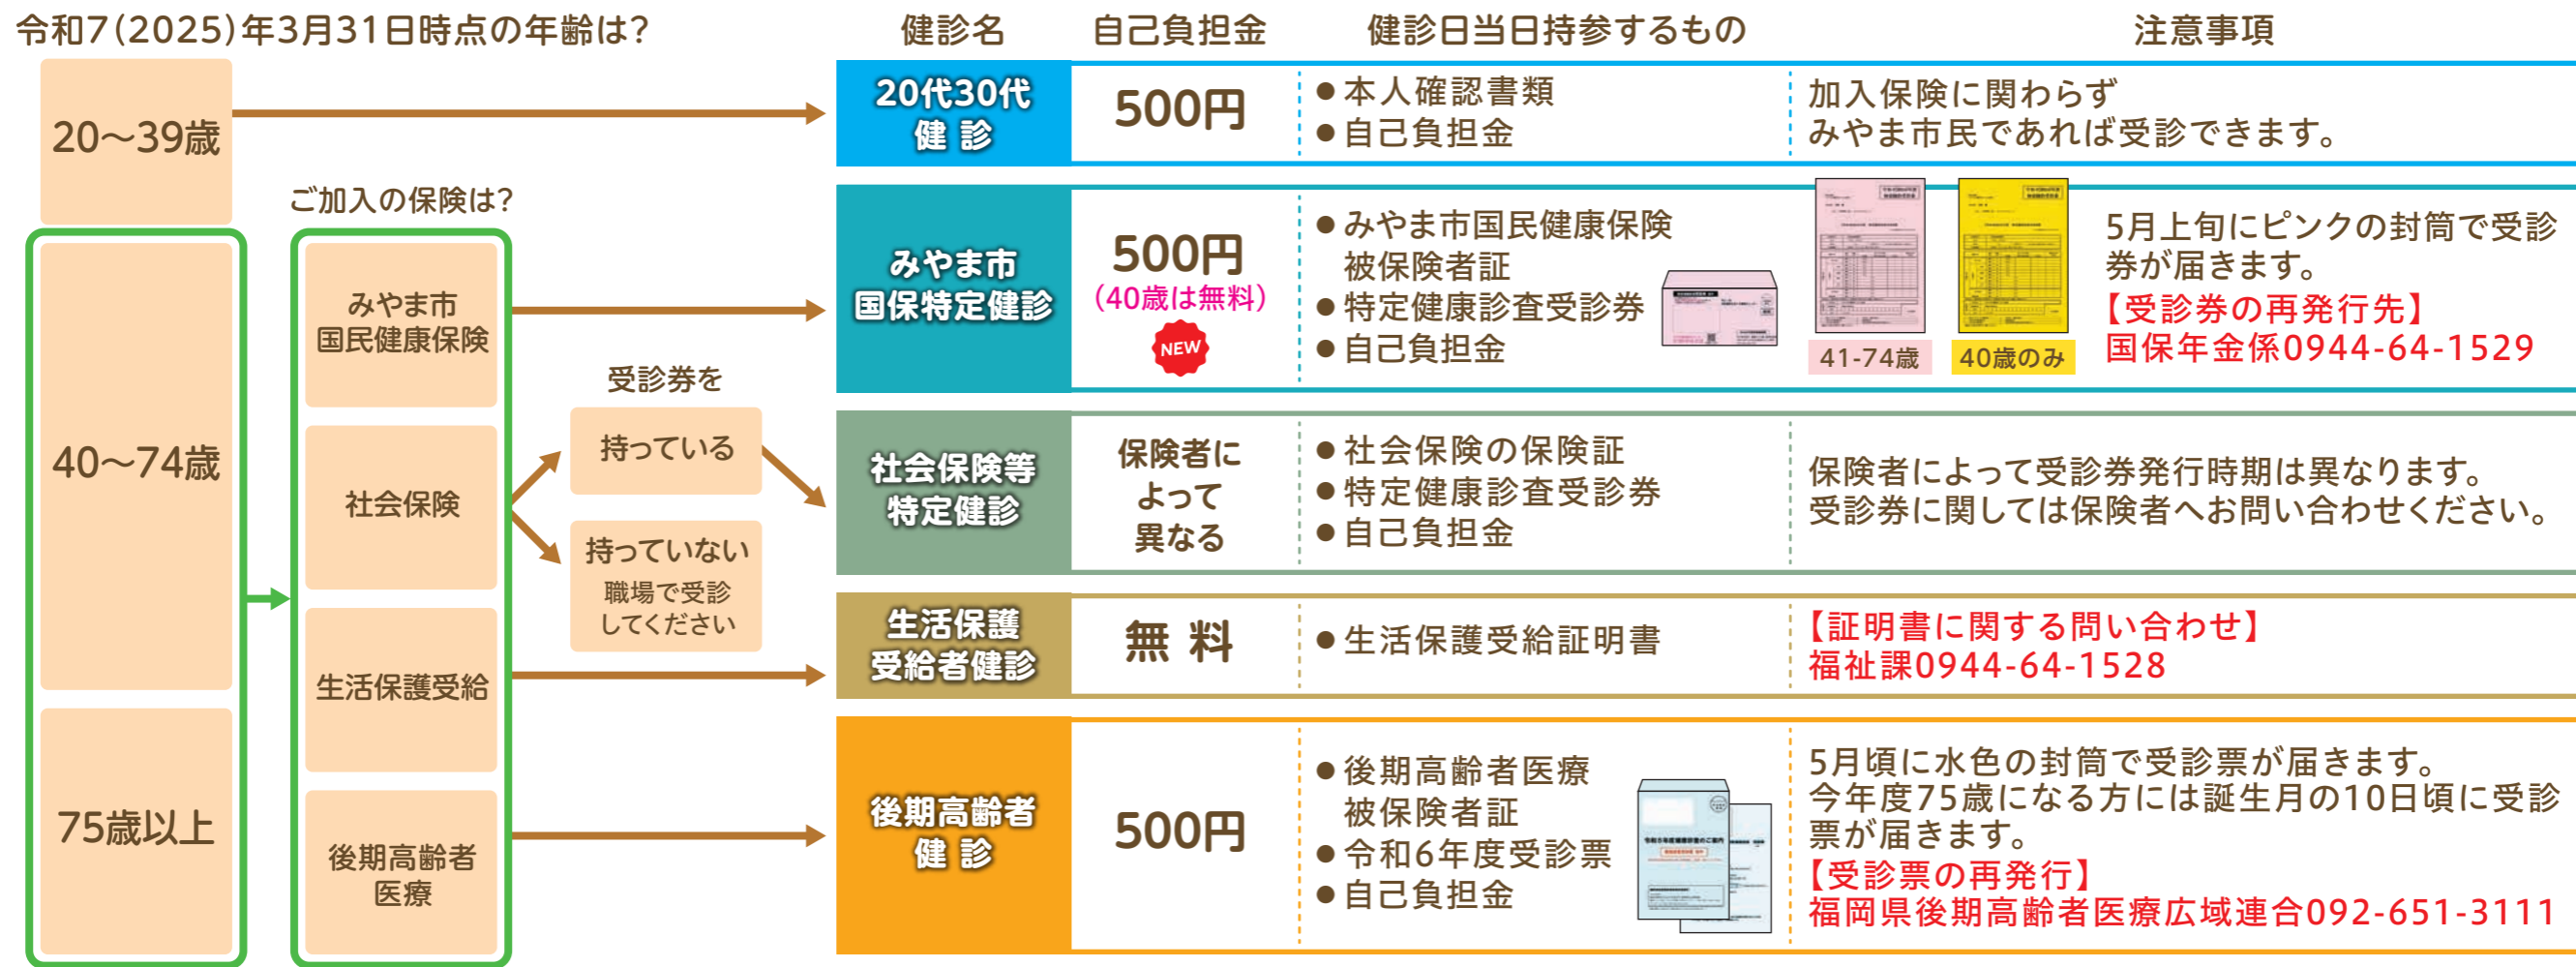 令和7(2025)年3月31日時点の年齢は?
健診名
自己負担金
健診日当日持参するもの
注意事項
20〜39歳
40〜74歳
75歳以上
ご加入の保険は?
みやま市
国民健康保険
社会保険
生活保護受給
後期高齢者
医療
受診券を
持っている
持っていない
職場で受診
してください
20代30代
健 診
500円
●本人確認書類
●自己負担金
加入保険に関わらず
みやま市民であれば受診できます。
みやま市
国保特定健診
500円
(40歳は無料)
NEW
●みやま市国民健康保険
被保険者証
●特定健康診査受診券
●自己負担金
41-74歳
40歳のみ
5月上旬にピンクの封筒で受診
券が届きます。
【受診券の再発行先】
国保年金係0944-64-1529
社会保険等
特定健診
保険者に
よって
異なる
●社会保険の保険証
●特定健康診査受診券
●自己負担金
保険者によって受診券発行時期は異なります。
受診券に関しては保険者へお問い合わせください。
生活保護
受給者健診
無 料
●生活保護受給証明書
【証明書に関する問い合わせ】
福祉課0944-64-1528
後期高齢者
健 診
500円
●後期高齢者医療
被保険者証
●令和6年度受診票
●自己負担金
5月頃に水色の封筒で受診票が届きます。
今年度75歳になる方には誕生月の10日頃に受診
票が届きます。
【受診票の再発行】
福岡県後期高齢者医療広域連合092-651-3111